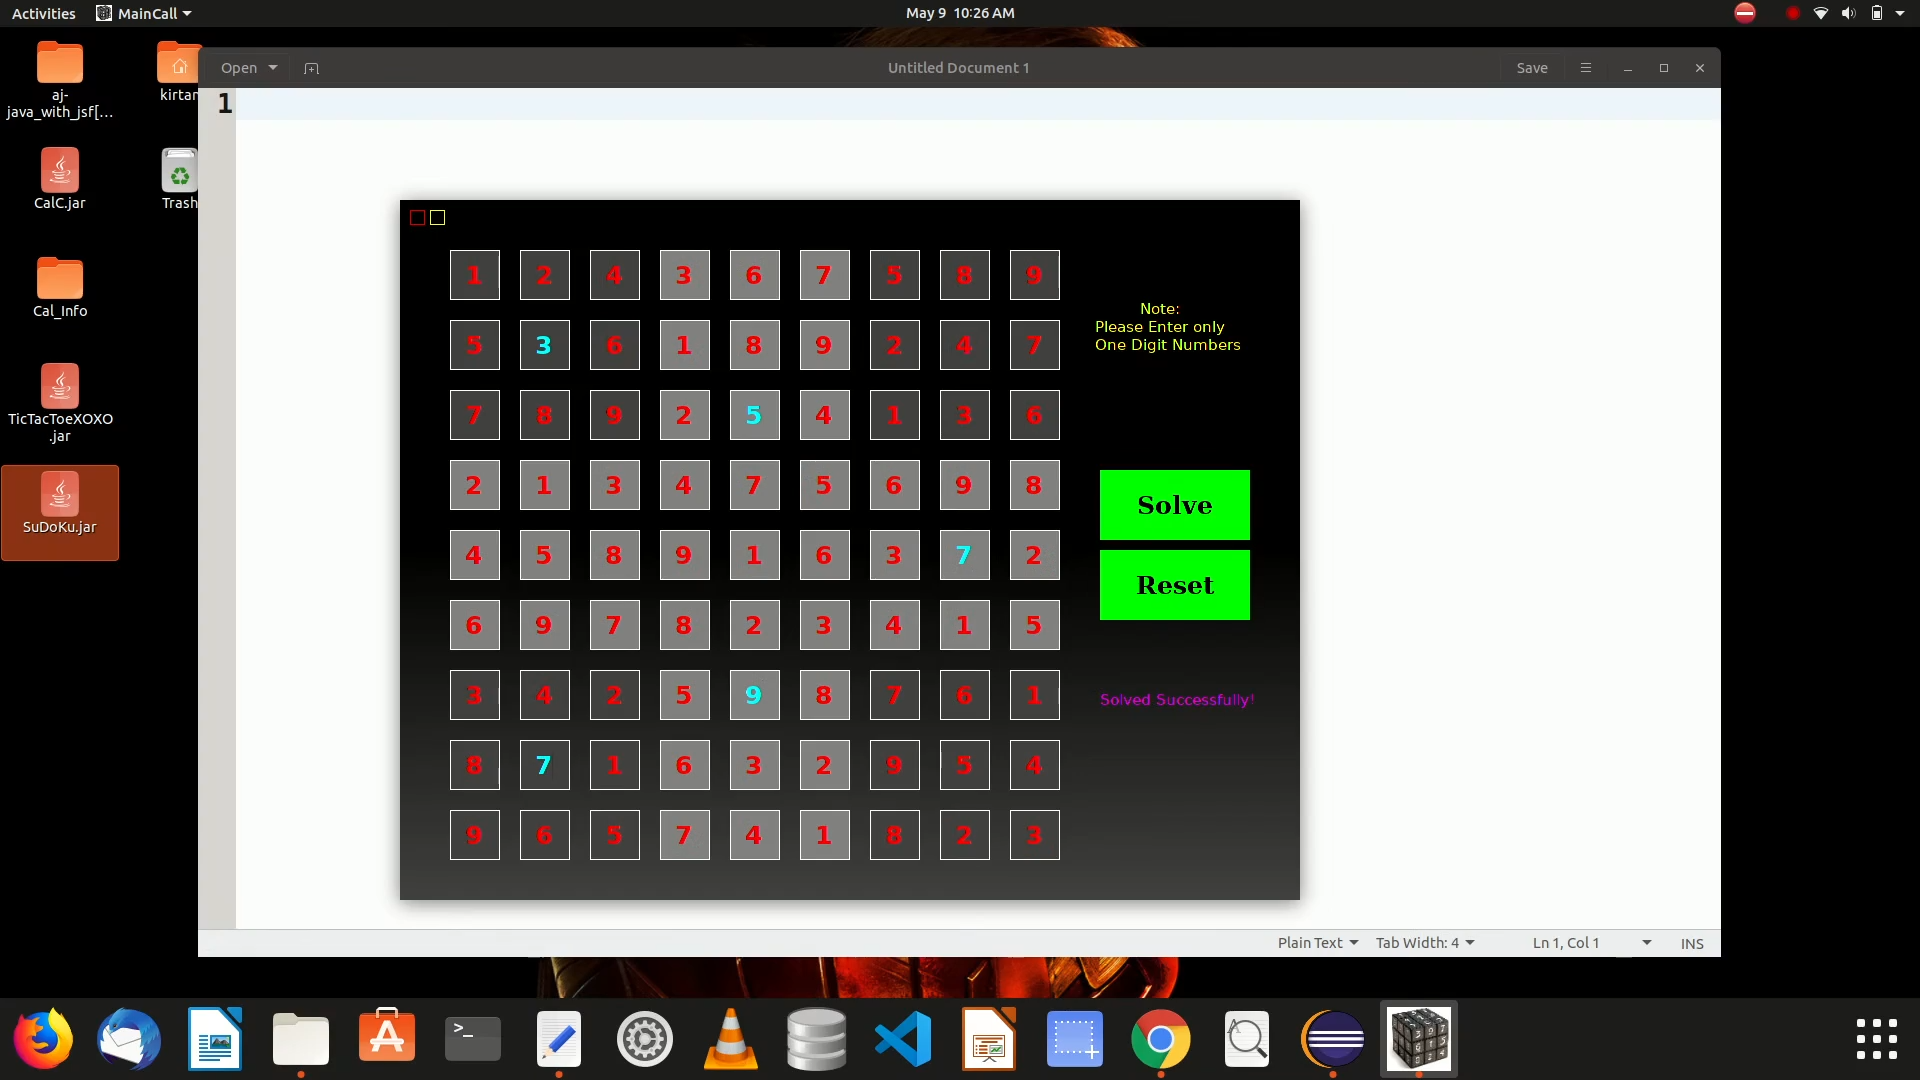 Activities
MainCall
May 9 10:26 AM
Open
Untitled Document 1
Save
aj-
java_with_jsf[...
kirtan
CalC.jar
Trash
Cal_Info
TicTacToeXOXO
.jar
SuDoKu.jar
1
1 2 4 3 6 7 5 8 9
5 3 6 1 8 9 2 4 7
7 8 9 2 5 4 1 3 6
2 1 3 4 7 5 6 9 8
4 5 8 9 1 6 3 7 2
6 9 7 8 2 3 4 1 5
3 4 2 5 9 8 7 6 1
8 7 1 6 3 2 9 5 4
9 6 5 7 4 1 8 2 3
Note:
Please Enter only
One Digit Numbers
Solve
Reset
Solved Successfully!
Plain Text
Tab Width: 4
Ln 1, Col 1
INS
>_